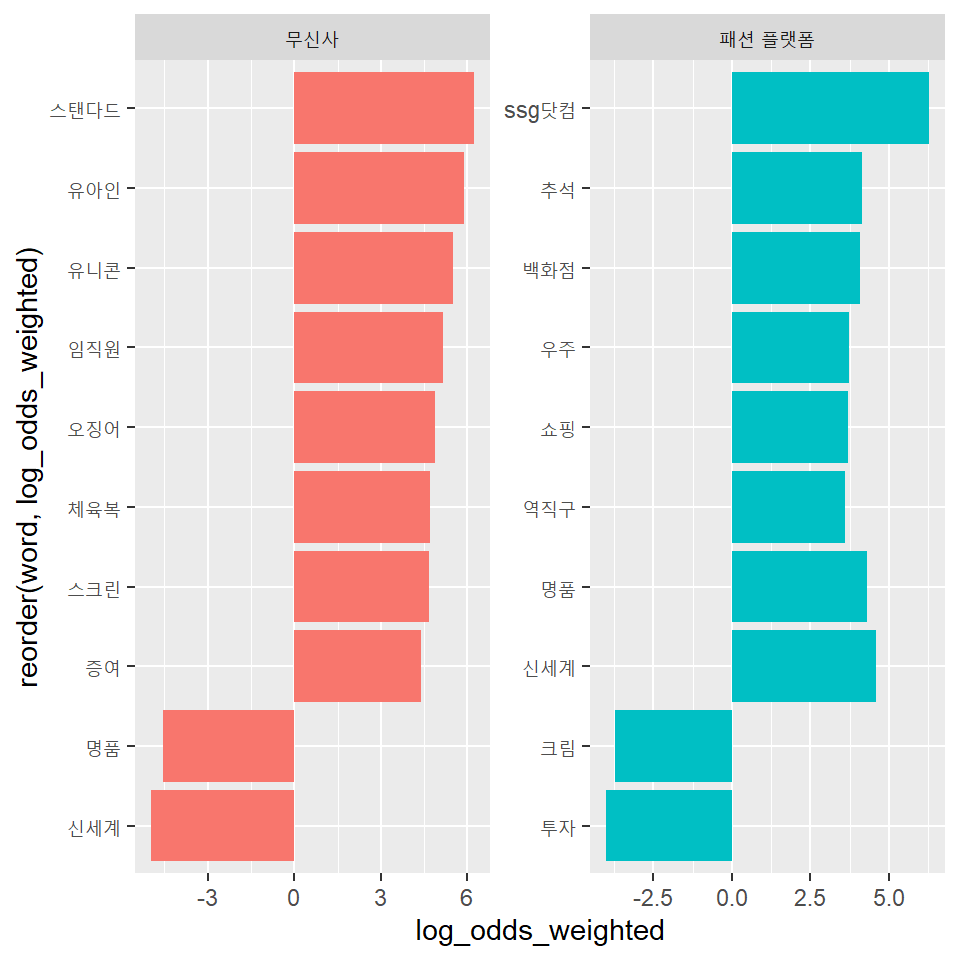 무신사
패션 플랫폼
reorder(word, log_odds_weighted)
스탠다드
유아인
유니콘
임직원
오징어
체육복
스크린
증여
명품
신세계
ssg닷컴
추석
백화점
우주
쇼핑
역직구
명품
신세계
크림
투자
-3 0 3 6
-2.5 0.0 2.5 5.0
log_odds_weighted